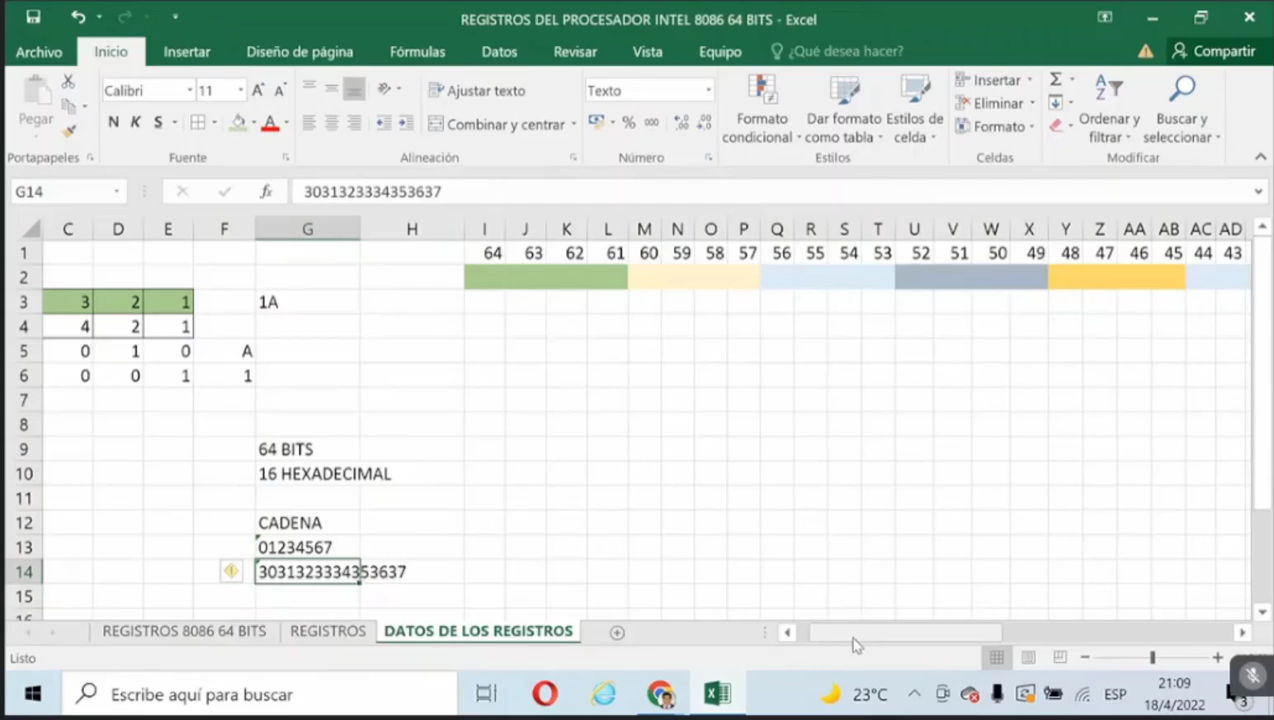 REGISTROS DEL PROCESADOR INTEL 8086 64 BITS - Excel
Archivo Inicio Insertar Diseño de página Fórmulas Datos Revisar Vista Equipo ¿Qué desea hacer? Compartir
Pegar
Calibri 11 A A
N K S A
Ajustar texto
Combinar y centrar
Texto
% 000
Formato condicional
Dar formato como tabla
Estilos de celda
Insertar
Eliminar
Formato
Ordenar y filtrar
Buscar y seleccionar
Portapapeles Fuente Alineación Número Estilos Celdas Modificar
G14 fx 3031323334353637
C D E F G H I J K L M N O P Q R S T U V W X Y Z AA AB AC AD
1 64 63 62 61 60 59 58 57 56 55 54 53 52 51 50 49 48 47 46 45 44 43
2
3 3 2 1 1A
4 4 2 1
5 0 1 0 A
6 0 0 1 1
7
8
9 64 BITS
10 16 HEXADECIMAL
11
12 CADENA
13 01234567
14 3031323334353637
15
16
REGISTROS 8086 64 BITS REGISTROS DATOS DE LOS REGISTROS
Listo
Escribe aquí para buscar 23°C ESP 21:09
18/4/2022 3